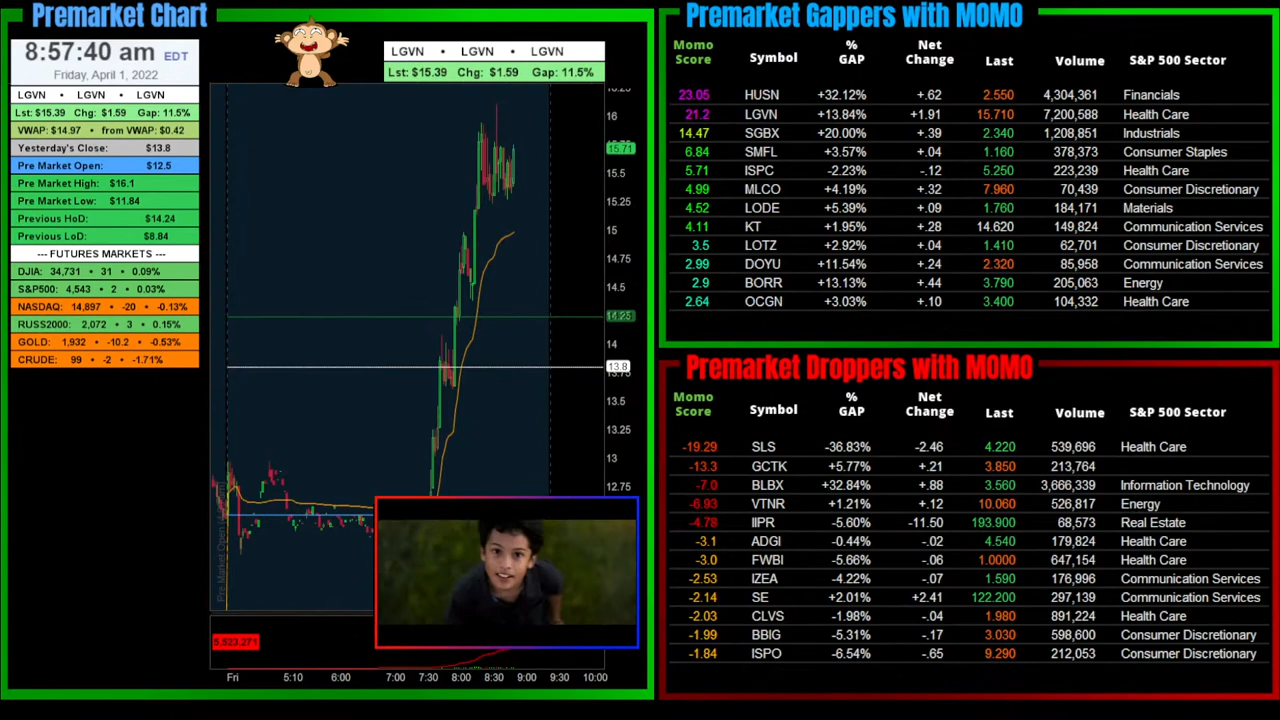 Premarket Chart
8:57:40 am EDT
Friday, April 1, 2022
LGVN • LGVN • LGVN
Lst: $15.39 Chg: $1.59 Gap: 11.5%
VWAP: $14.97 • from VWAP: $0.42
Yesterday's Close: $13.8
Pre Market Open: $12.5
Pre Market High: $16.1
Pre Market Low: $11.84
Previous HoD: $14.24
Previous LoD: $8.84
--- FUTURES MARKETS ---
DJIA: 34,731 • 31 • 0.09%
S&P500: 4,543 • 2 • 0.03%
NASDAQ: 14,897 • -20 • -0.13%
RUSS2000: 2,072 • 3 • 0.15%
GOLD: 1,932 • -10.2 • -0.53%
CRUDE: 99 • -2 • -1.71%
LGVN • LGVN • LGVN
Lst: $15.39 Chg: $1.59 Gap: 11.5%
16
15.71
15.5
15.25
15
14.75
14.5
14.25
14
13.8
13.75
13.5
13.25
13
12.75
Pre Market Open
5,523,271
Fri 5:10 6:00 7:00 7:30 8:00 8:30 9:00 9:30 10:00
Premarket Gappers with MOMO
Momo Score Symbol % GAP Net Change Last Volume S&P 500 Sector
23.05 HUSN +32.12% +.62 2.550 4,304,361 Financials
21.2 LGVN +13.84% +1.91 15.710 7,200,588 Health Care
14.47 SGBX +20.00% +.39 2.340 1,208,851 Industrials
6.84 SMFL +3.57% +.04 1.160 378,373 Consumer Staples
5.71 ISPC -2.23% -.12 5.250 223,239 Health Care
4.99 MLCO +4.19% +.32 7.960 70,439 Consumer Discretionary
4.52 LODE +5.39% +.09 1.760 184,171 Materials
4.11 KT +1.95% +.28 14.620 149,824 Communication Services
3.5 LOTZ +2.92% +.04 1.410 62,701 Consumer Discretionary
2.99 DOYU +11.54% +.24 2.320 85,958 Communication Services
2.9 BORR +13.13% +.44 3.790 205,063 Energy
2.64 OCGN +3.03% +.10 3.400 104,332 Health Care
Premarket Droppers with MOMO
Momo Score Symbol % GAP Net Change Last Volume S&P 500 Sector
-19.29 SLS -36.83% -2.46 4.220 539,696 Health Care
-13.3 GCTK +5.77% +.21 3.850 213,764
-7.0 BLBX +32.84% +.88 3.560 3,666,339 Information Technology
-6.93 VTNR +1.21% +.12 10.060 526,817 Energy
-4.78 IIPR -5.60% -11.50 193.900 68,573 Real Estate
-3.1 ADGI -0.44% -.02 4.540 179,824 Health Care
-3.0 FWBI -5.66% -.06 1.0000 647,154 Health Care
-2.53 IZEA -4.22% -.07 1.590 176,996 Communication Services
-2.14 SE +2.01% +2.41 122.200 297,139 Communication Services
-2.03 CLVS -1.98% -.04 1.980 891,224 Health Care
-1.99 BBIG -5.31% -.17 3.030 598,600 Consumer Discretionary
-1.84 ISPO -6.54% -.65 9.290 212,053 Consumer Discretionary